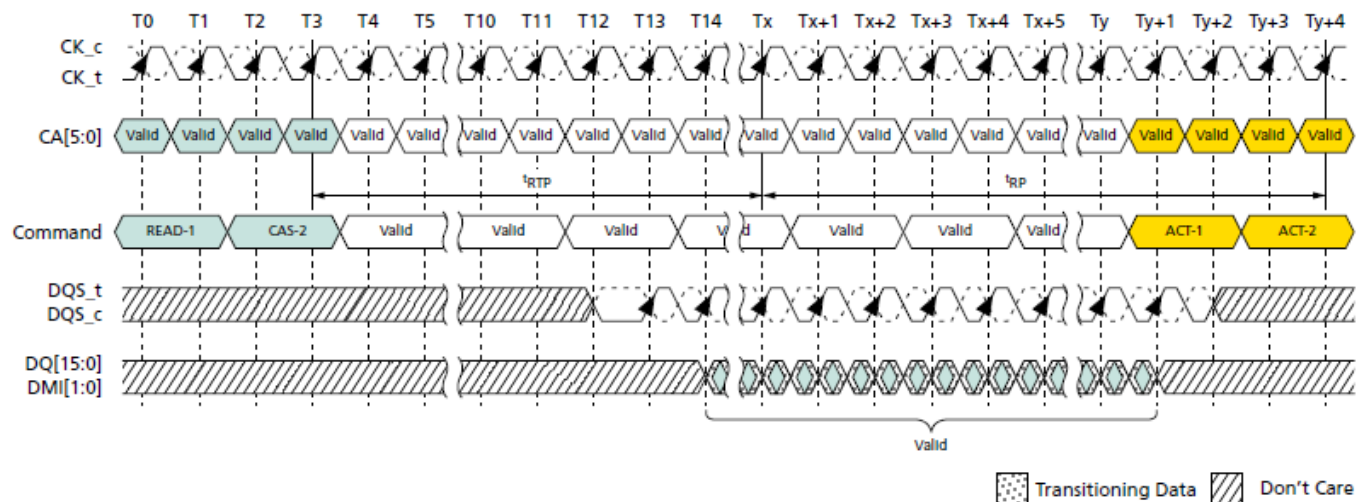 T0 T1 T2 T3 T4 T5 T10 T11 T12 T13 T14 Tx Tx+1 Tx+2 Tx+3 Tx+4 Tx+5 Ty Ty+1 Ty+2 Ty+3 Ty+4
CK_c
CK_t
CA[5:0] Valid Valid Valid Valid Valid Valid Valid Valid Valid Valid Valid Valid Valid Valid Valid Valid Valid Valid Valid Valid Valid Valid
tRTP tRP
Command READ-1 CAS-2 Valid Valid Valid Valid Valid Valid Valid ACT-1 ACT-2
DQS_t
DQS_c
DQ[15:0]
DMI[1:0]
Valid
Transitioning Data Don't Care